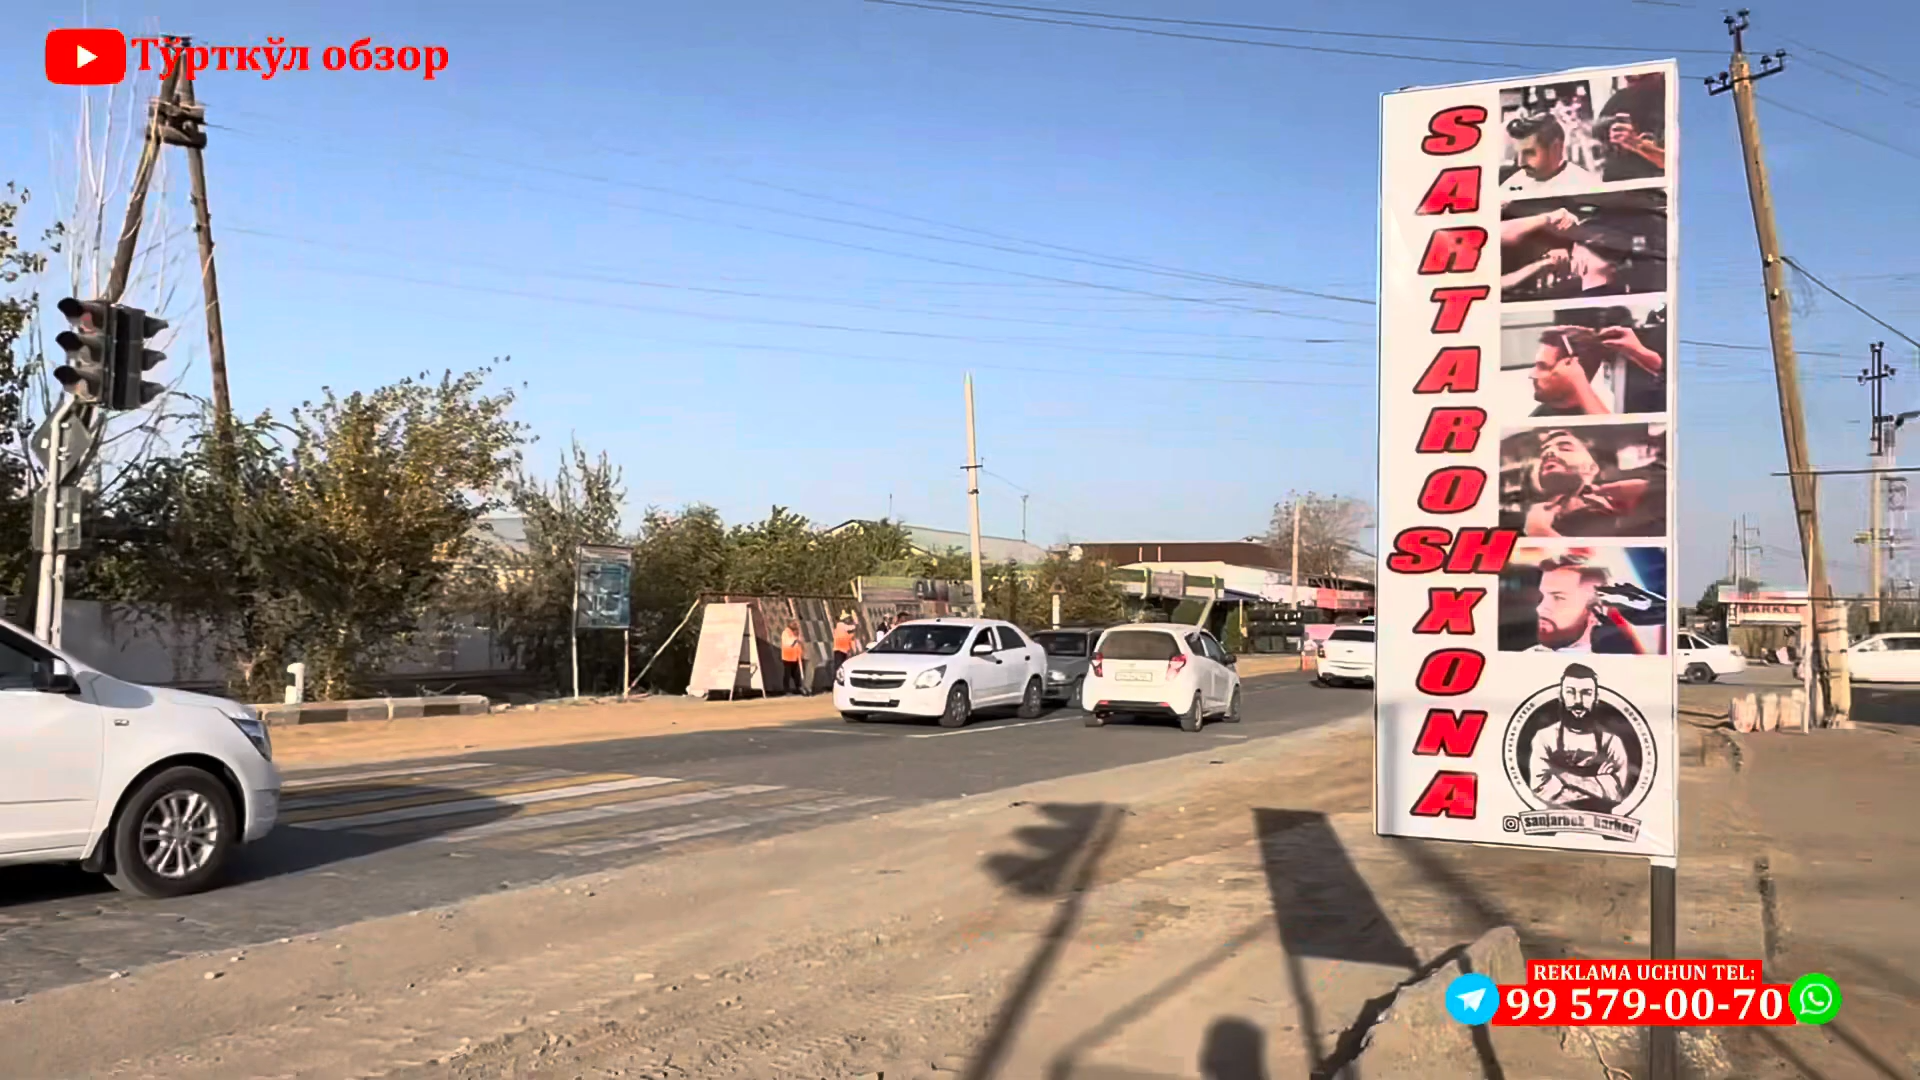 Тўрткўл обзор
SARTAROSHXONA
sanjarbek_barber
MARKET
REKLAMA UCHUN TEL:
99 579-00-70